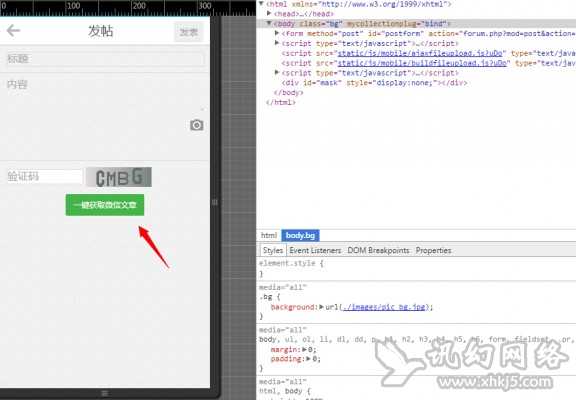 0 100 200 300
发帖
发表
标题
内容
验证码
CMBG
一键获取微信文章
<html xmlns="http://www.w3.org/1999/xhtml">
▶<head>…</head>
▼<body class="bg" mycollectionplug="bind">
▶<form method="post" id="postform" action="forum.php?mod=post&action=
▶<script type="text/javascript">…</script>
<script src="static/js/mobile/ajaxfileupload.js?uDo" type="text/javas
<script src="static/js/mobile/buildfileupload.js?uDo" type="text/java
▶<script type="text/javascript">…</script>
<div id="mask" style="display:none;"></div>
</body>
</html>
html body.bg
Styles Event Listeners DOM Breakpoints Properties
element.style {
}
media="all"
.bg {
background:▶url(./images/pic_bg.jpg);
}
media="all"
body, ul, ol, li, dl, dd, p, h1, h2, h3, h4, h5, h6, form, fieldset, .pr,
margin:▶0;
padding:▶0;
}
media="all"
html, body {
讯幻网络
www.xhkj5.com